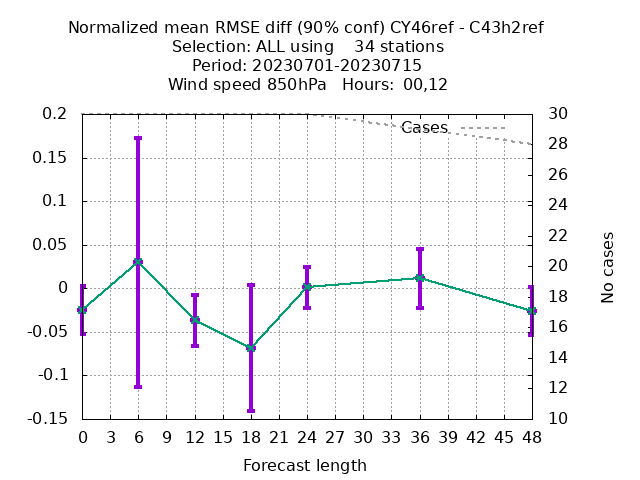 Normalized mean RMSE diff (90% conf) CY46ref - C43h2ref
Selection: ALL using    34 stations
Period: 20230701-20230715
Wind speed 850hPa   Hours:  00,12
0.2
0.15
0.1
0.05
0
-0.05
-0.1
-0.15
Cases
30
28
26
24
22
20
18
16
14
12
10
No cases
0 3 6 9 12 15 18 21 24 27 30 33 36 39 42 45 48
Forecast length